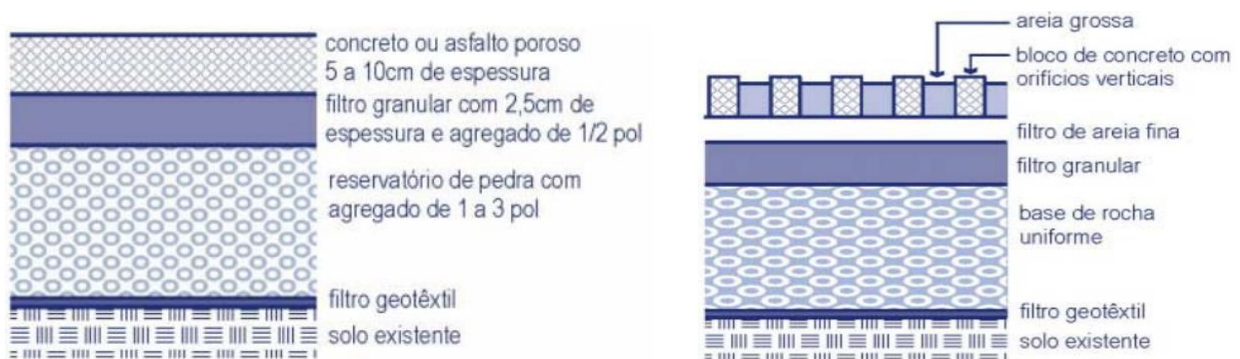 concreto ou asfalto poroso
5 a 10cm de espessura
filtro granular com 2,5cm de
espessura e agregado de 1/2 pol
reservatório de pedra com
agregado de 1 a 3 pol
filtro geotêxtil
solo existente
areia grossa
bloco de concreto com
orifícios verticais
filtro de areia fina
filtro granular
base de rocha
uniforme
filtro geotêxtil
solo existente